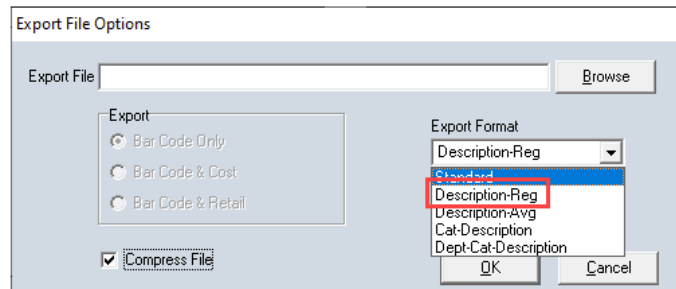 Export File Options
Export File
Browse
Export
Bar Code Only
Bar Code & Cost
Bar Code & Retail
Compress File
Export Format
Description-Reg
Standard
Description-Reg
Description-Avg
Cat-Description
Dept-Cat-Description
OK
Cancel